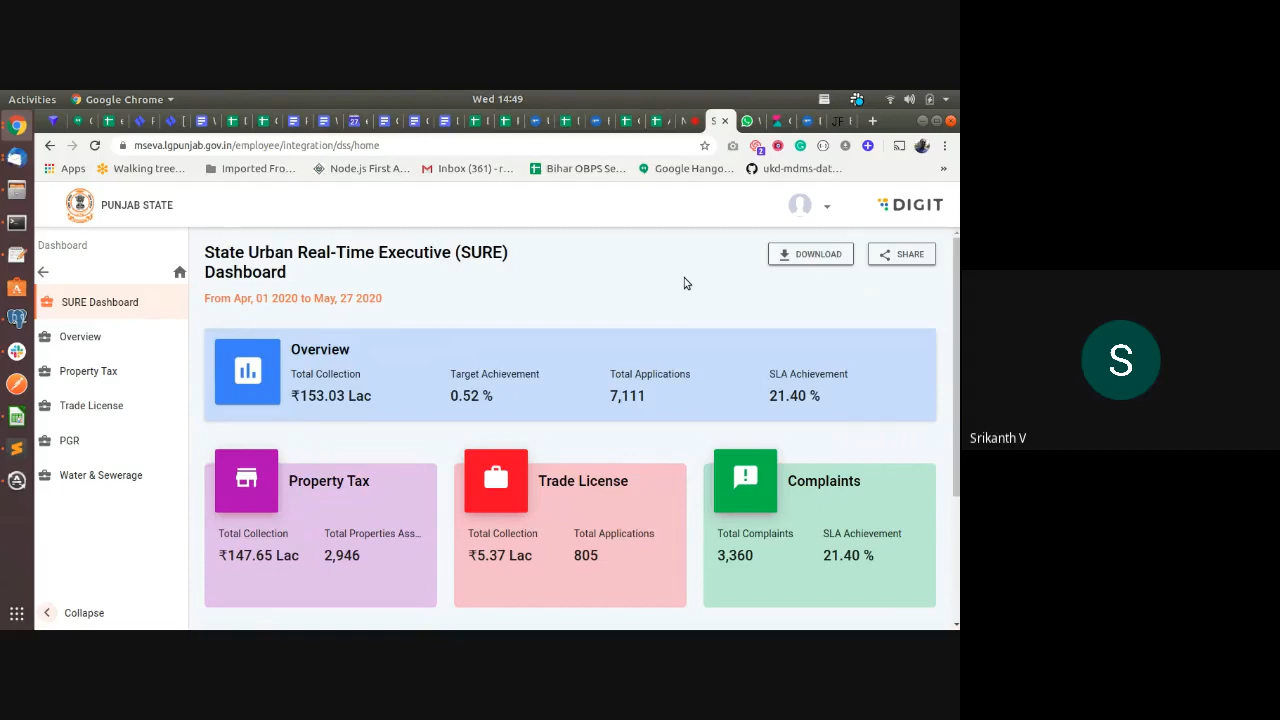 Activities
Google Chrome
Wed 14:49
mseva.lgpunjab.gov.in/employee/integration/dss/home
Apps
Walking tree...
Imported Fro...
Node.js First A...
Inbox (361) - r...
Bihar OBPS Se...
Google Hango...
ukd-mdms-dat...
»
PUNJAB STATE
DIGIT
Dashboard
SURE Dashboard
Overview
Property Tax
Trade License
PGR
Water & Sewerage
Collapse
State Urban Real-Time Executive (SURE)
Dashboard
DOWNLOAD
SHARE
From Apr, 01 2020 to May, 27 2020
Overview
Total Collection
Target Achievement
Total Applications
SLA Achievement
₹153.03 Lac
0.52 %
7,111
21.40 %
Property Tax
Total Collection
Total Properties Ass...
₹147.65 Lac
2,946
Trade License
Total Collection
Total Applications
₹5.37 Lac
805
Complaints
Total Complaints
SLA Achievement
3,360
21.40 %
S
Srikanth V